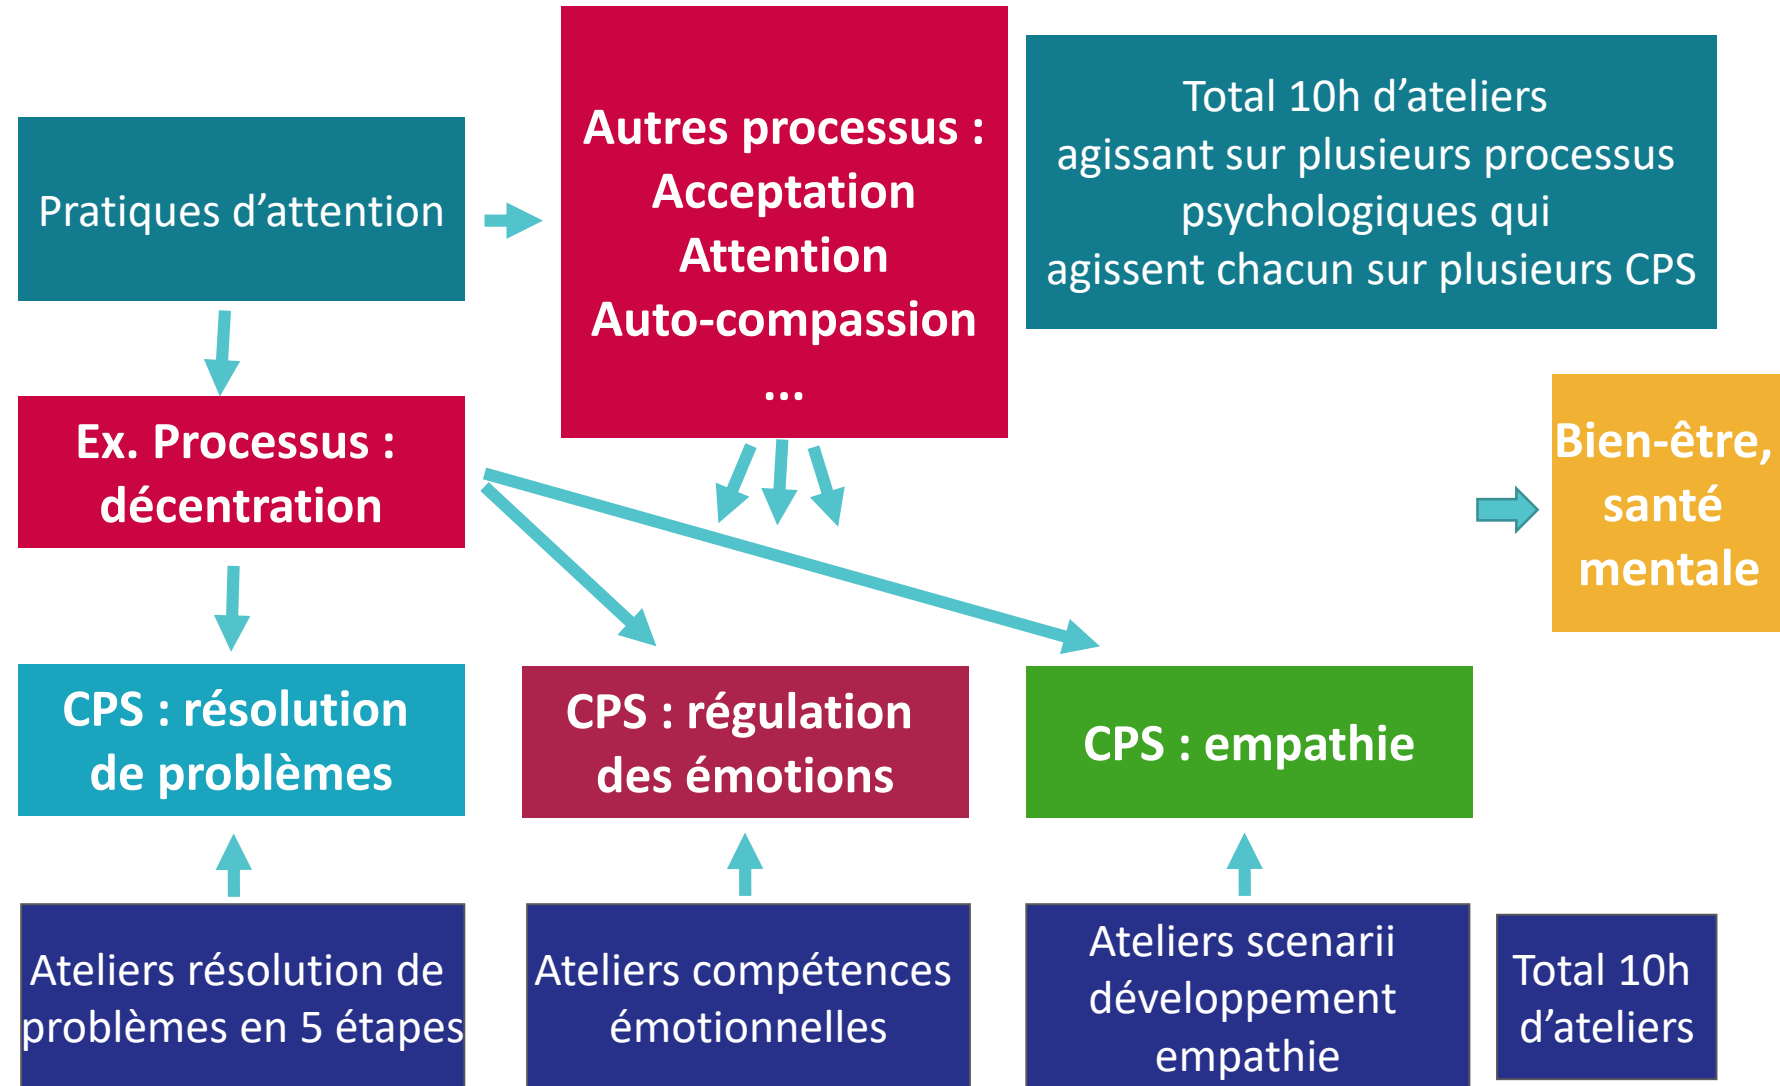 Pratiques d’attention
Autres processus :
Acceptation
Attention
Auto-compassion
...
Total 10h d’ateliers
agissant sur plusieurs processus
psychologiques qui
agissent chacun sur plusieurs CPS
Ex. Processus :
décentration
Bien-être,
santé
mentale
CPS : résolution
de problèmes
CPS : régulation
des émotions
CPS : empathie
Ateliers résolution de
problèmes en 5 étapes
Ateliers compétences
émotionnelles
Ateliers scenarii
développement
empathie
Total 10h
d’ateliers